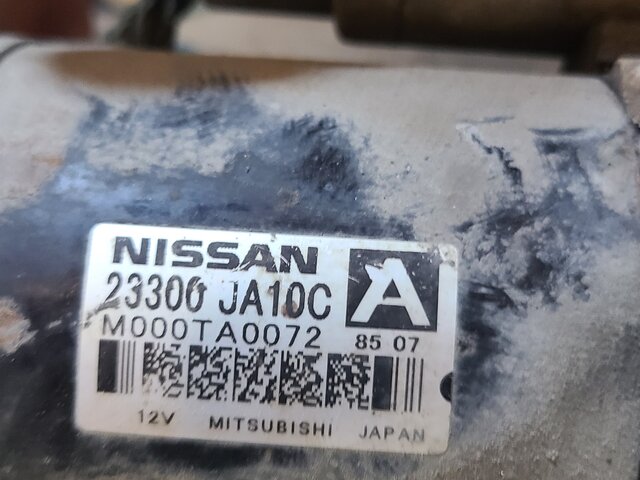 NISSAN
23300 JA10C A
M000TA0072 85 07
12V MITSUBISHI JAPAN